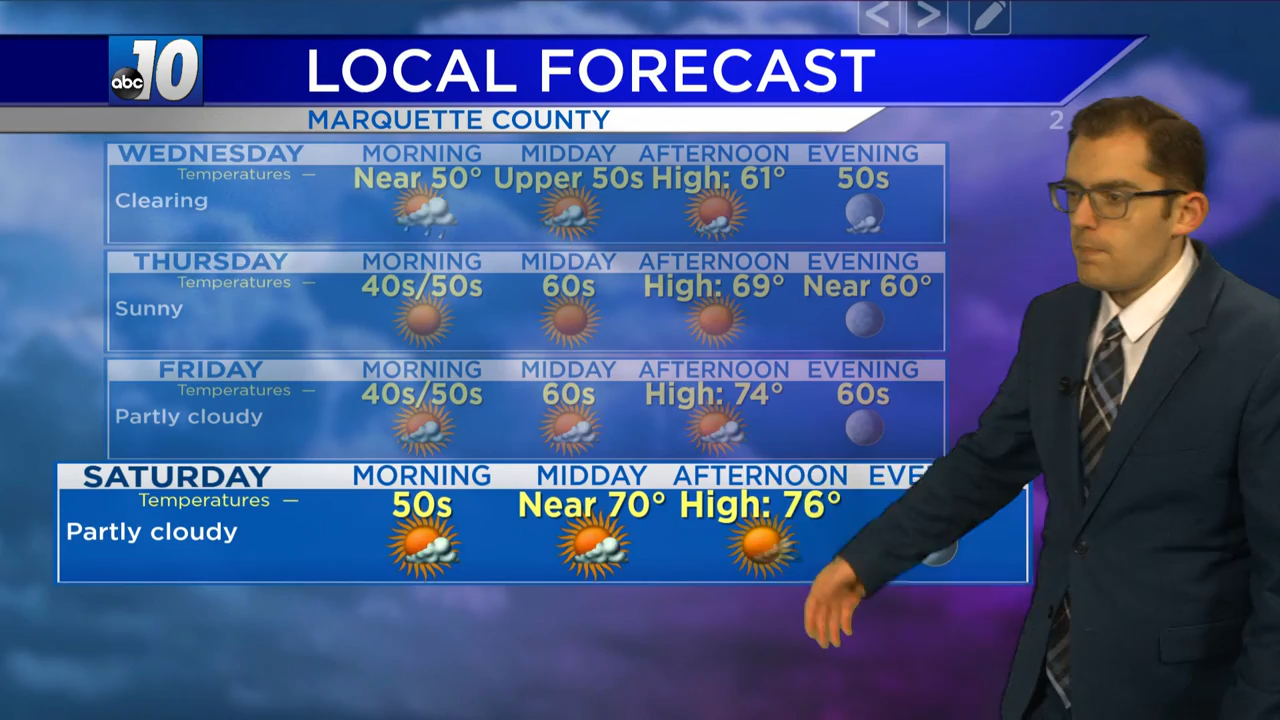 abc 10
LOCAL FORECAST
MARQUETTE COUNTY
2
WEDNESDAY MORNING MIDDAY AFTERNOON EVENING
Temperatures — Near 50° Upper 50s High: 61° 50s
Clearing
THURSDAY MORNING MIDDAY AFTERNOON EVENING
Temperatures — 40s/50s 60s High: 69° Near 60°
Sunny
FRIDAY MORNING MIDDAY AFTERNOON EVENING
Temperatures — 40s/50s 60s High: 74° 60s
Partly cloudy
SATURDAY MORNING MIDDAY AFTERNOON EVE
Temperatures — 50s Near 70° High: 76°
Partly cloudy